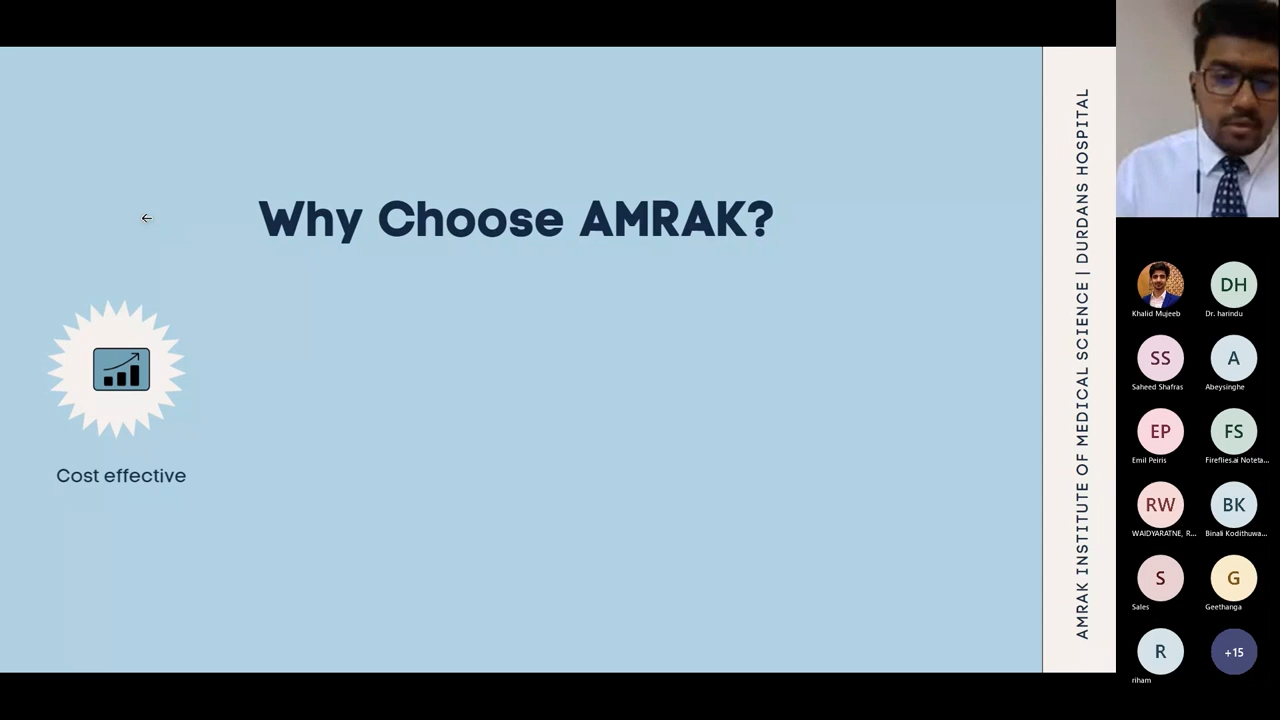 Why Choose AMRAK?
Cost effective
AMRAK INSTITUTE OF MEDICAL SCIENCE | DURDANS HOSPITAL
Khalid Mujeeb
DH
Dr. harindu
SS
Saheed Shafras
A
Abeysinghe
EP
Emil Peiris
FS
Fireflies.ai Noteta...
RW
WAIDYARATNE, R...
BK
Binali Kodithuwa...
S
Sales
G
Geethanga
R
riham
+15